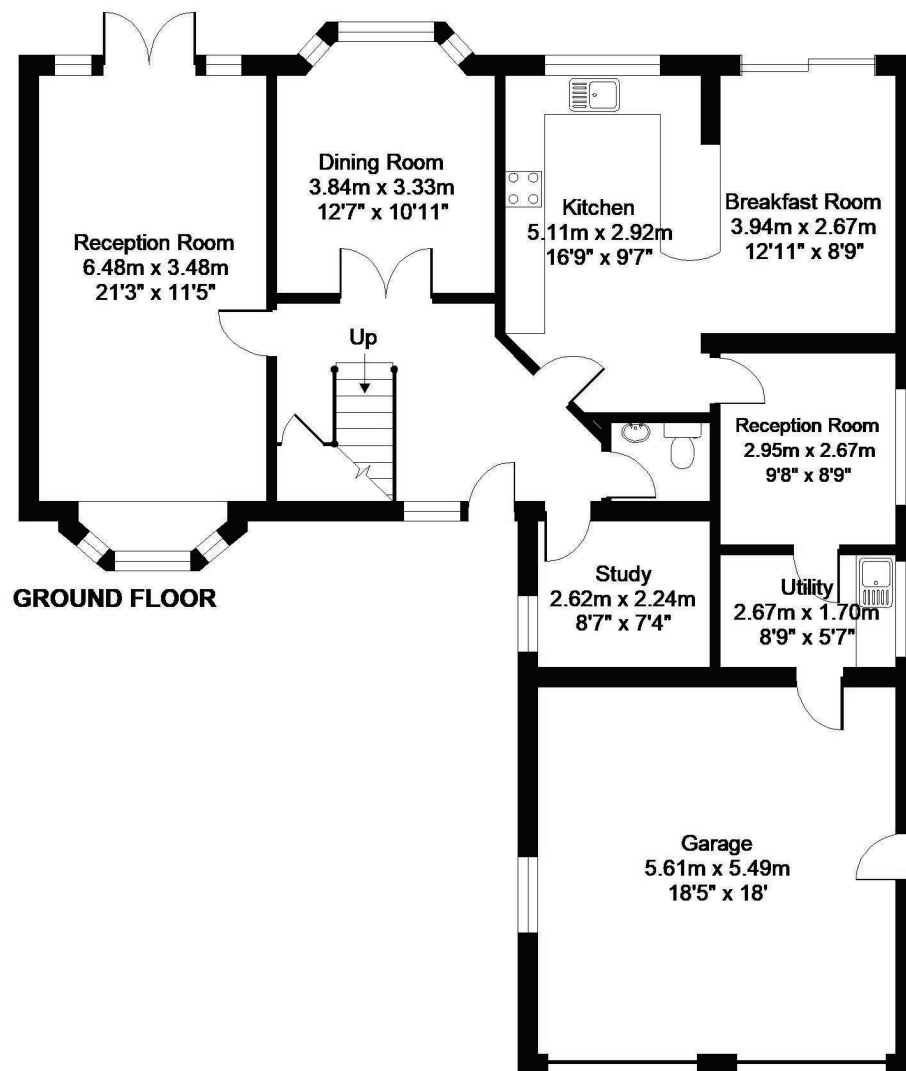 Dining Room
3.84m x 3.33m
12'7" x 10'11"
Kitchen
5.11m x 2.92m
16'9" x 9'7"
Breakfast Room
3.94m x 2.67m
12'11" x 8'9"
Reception Room
6.48m x 3.48m
21'3" x 11'5"
Up
Reception Room
2.95m x 2.67m
9'8" x 8'9"
GROUND FLOOR
Study
2.62m x 2.24m
8'7" x 7'4"
Utility
2.67m x 1.70m
8'9" x 5'7"
Garage
5.61m x 5.49m
18'5" x 18'